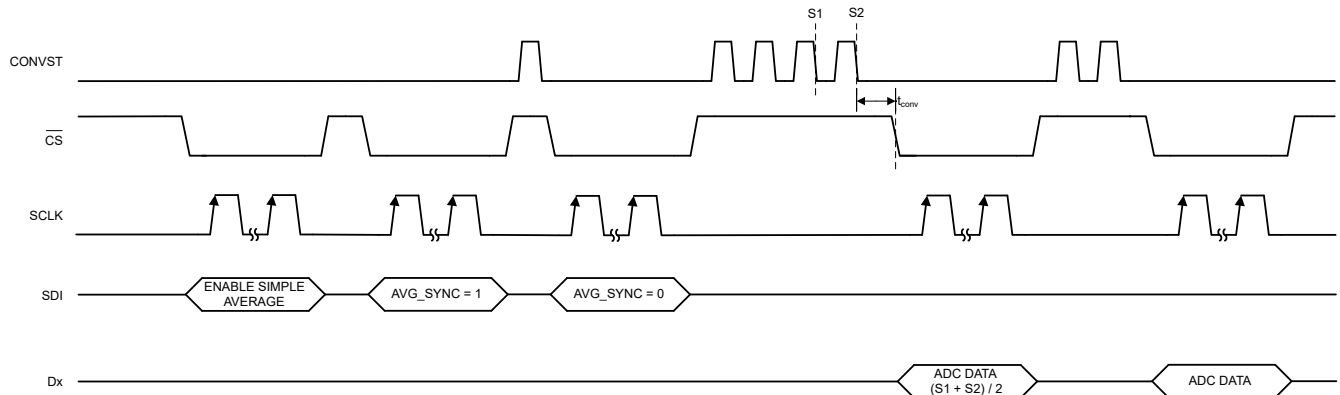 S1 S2
CONVST
tconv
CS
SCLK
SDI
ENABLE SIMPLE
AVERAGE
AVG_SYNC = 1
AVG_SYNC = 0
Dx
ADC DATA
(S1 + S2) / 2
ADC DATA